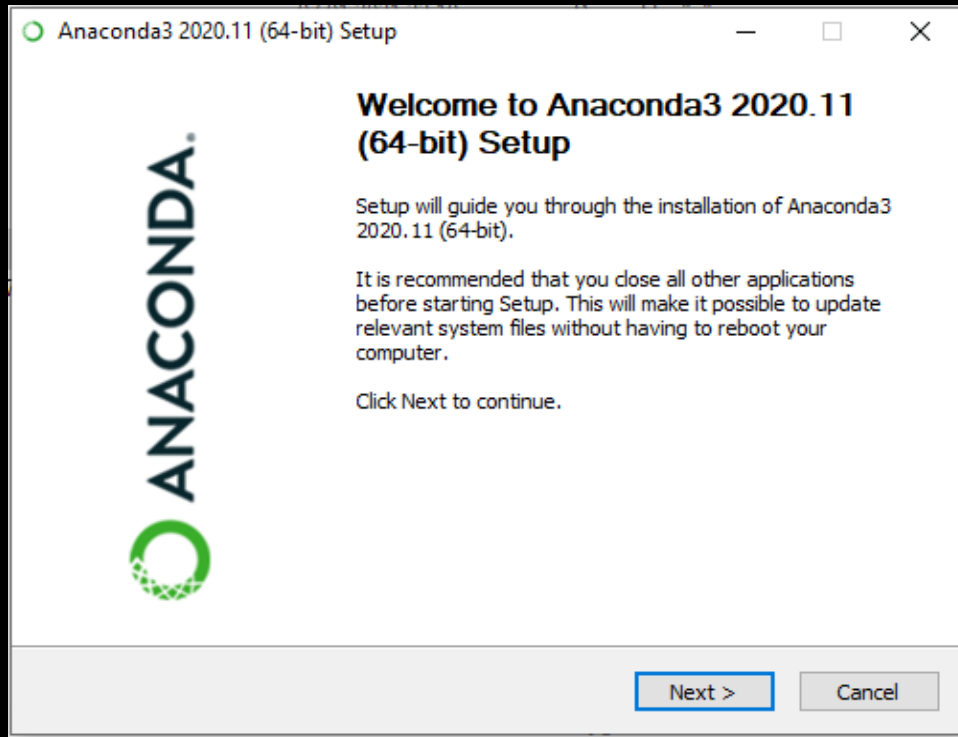 Anaconda3 2020.11 (64-bit) Setup
Welcome to Anaconda3 2020.11
(64-bit) Setup
Setup will guide you through the installation of Anaconda3
2020.11 (64-bit).
It is recommended that you close all other applications
before starting Setup. This will make it possible to update
relevant system files without having to reboot your
computer.
Click Next to continue.
ANACONDA.
Next >
Cancel